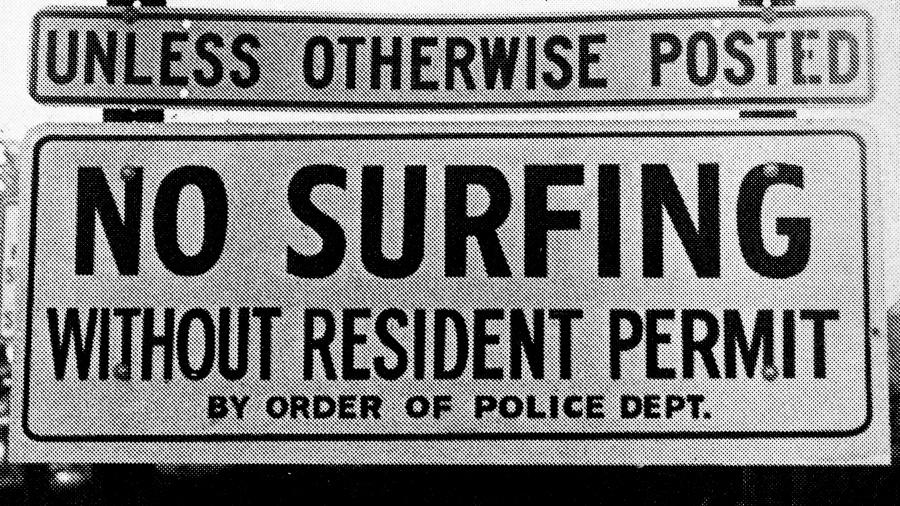 UNLESS OTHERWISE POSTED
NO SURFING
WITHOUT RESIDENT PERMIT
BY ORDER OF POLICE DEPT.